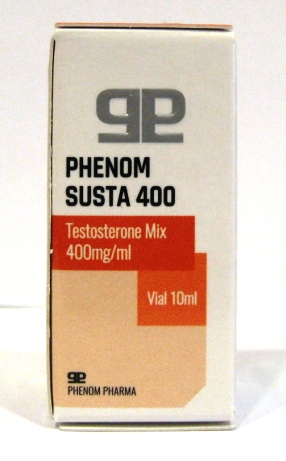 PHENOM
SUSTA 400
Testosterone Mix
400mg/ml
Vial 10ml
PHENOM PHARMA